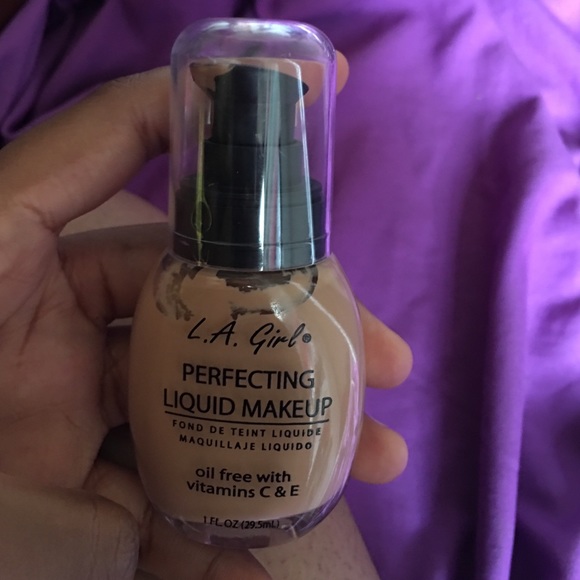 L.A. Girl®
PERFECTING
LIQUID MAKEUP
FOND DE TEINT LIQUIDE
MAQUILLAJE LIQUIDO
oil free with
vitamins C & E
1 FL.OZ (29.5mL)